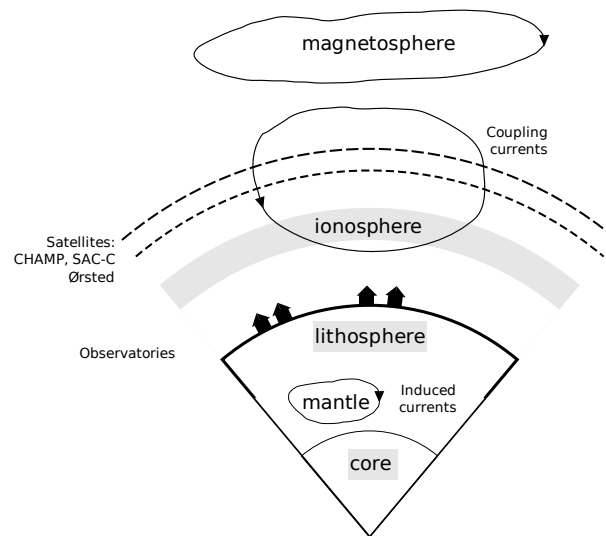 magnetosphere
Coupling
currents
ionosphere
Satellites:
CHAMP, SAC-C
Ørsted
lithosphere
Observatories
mantle
Induced
currents
core